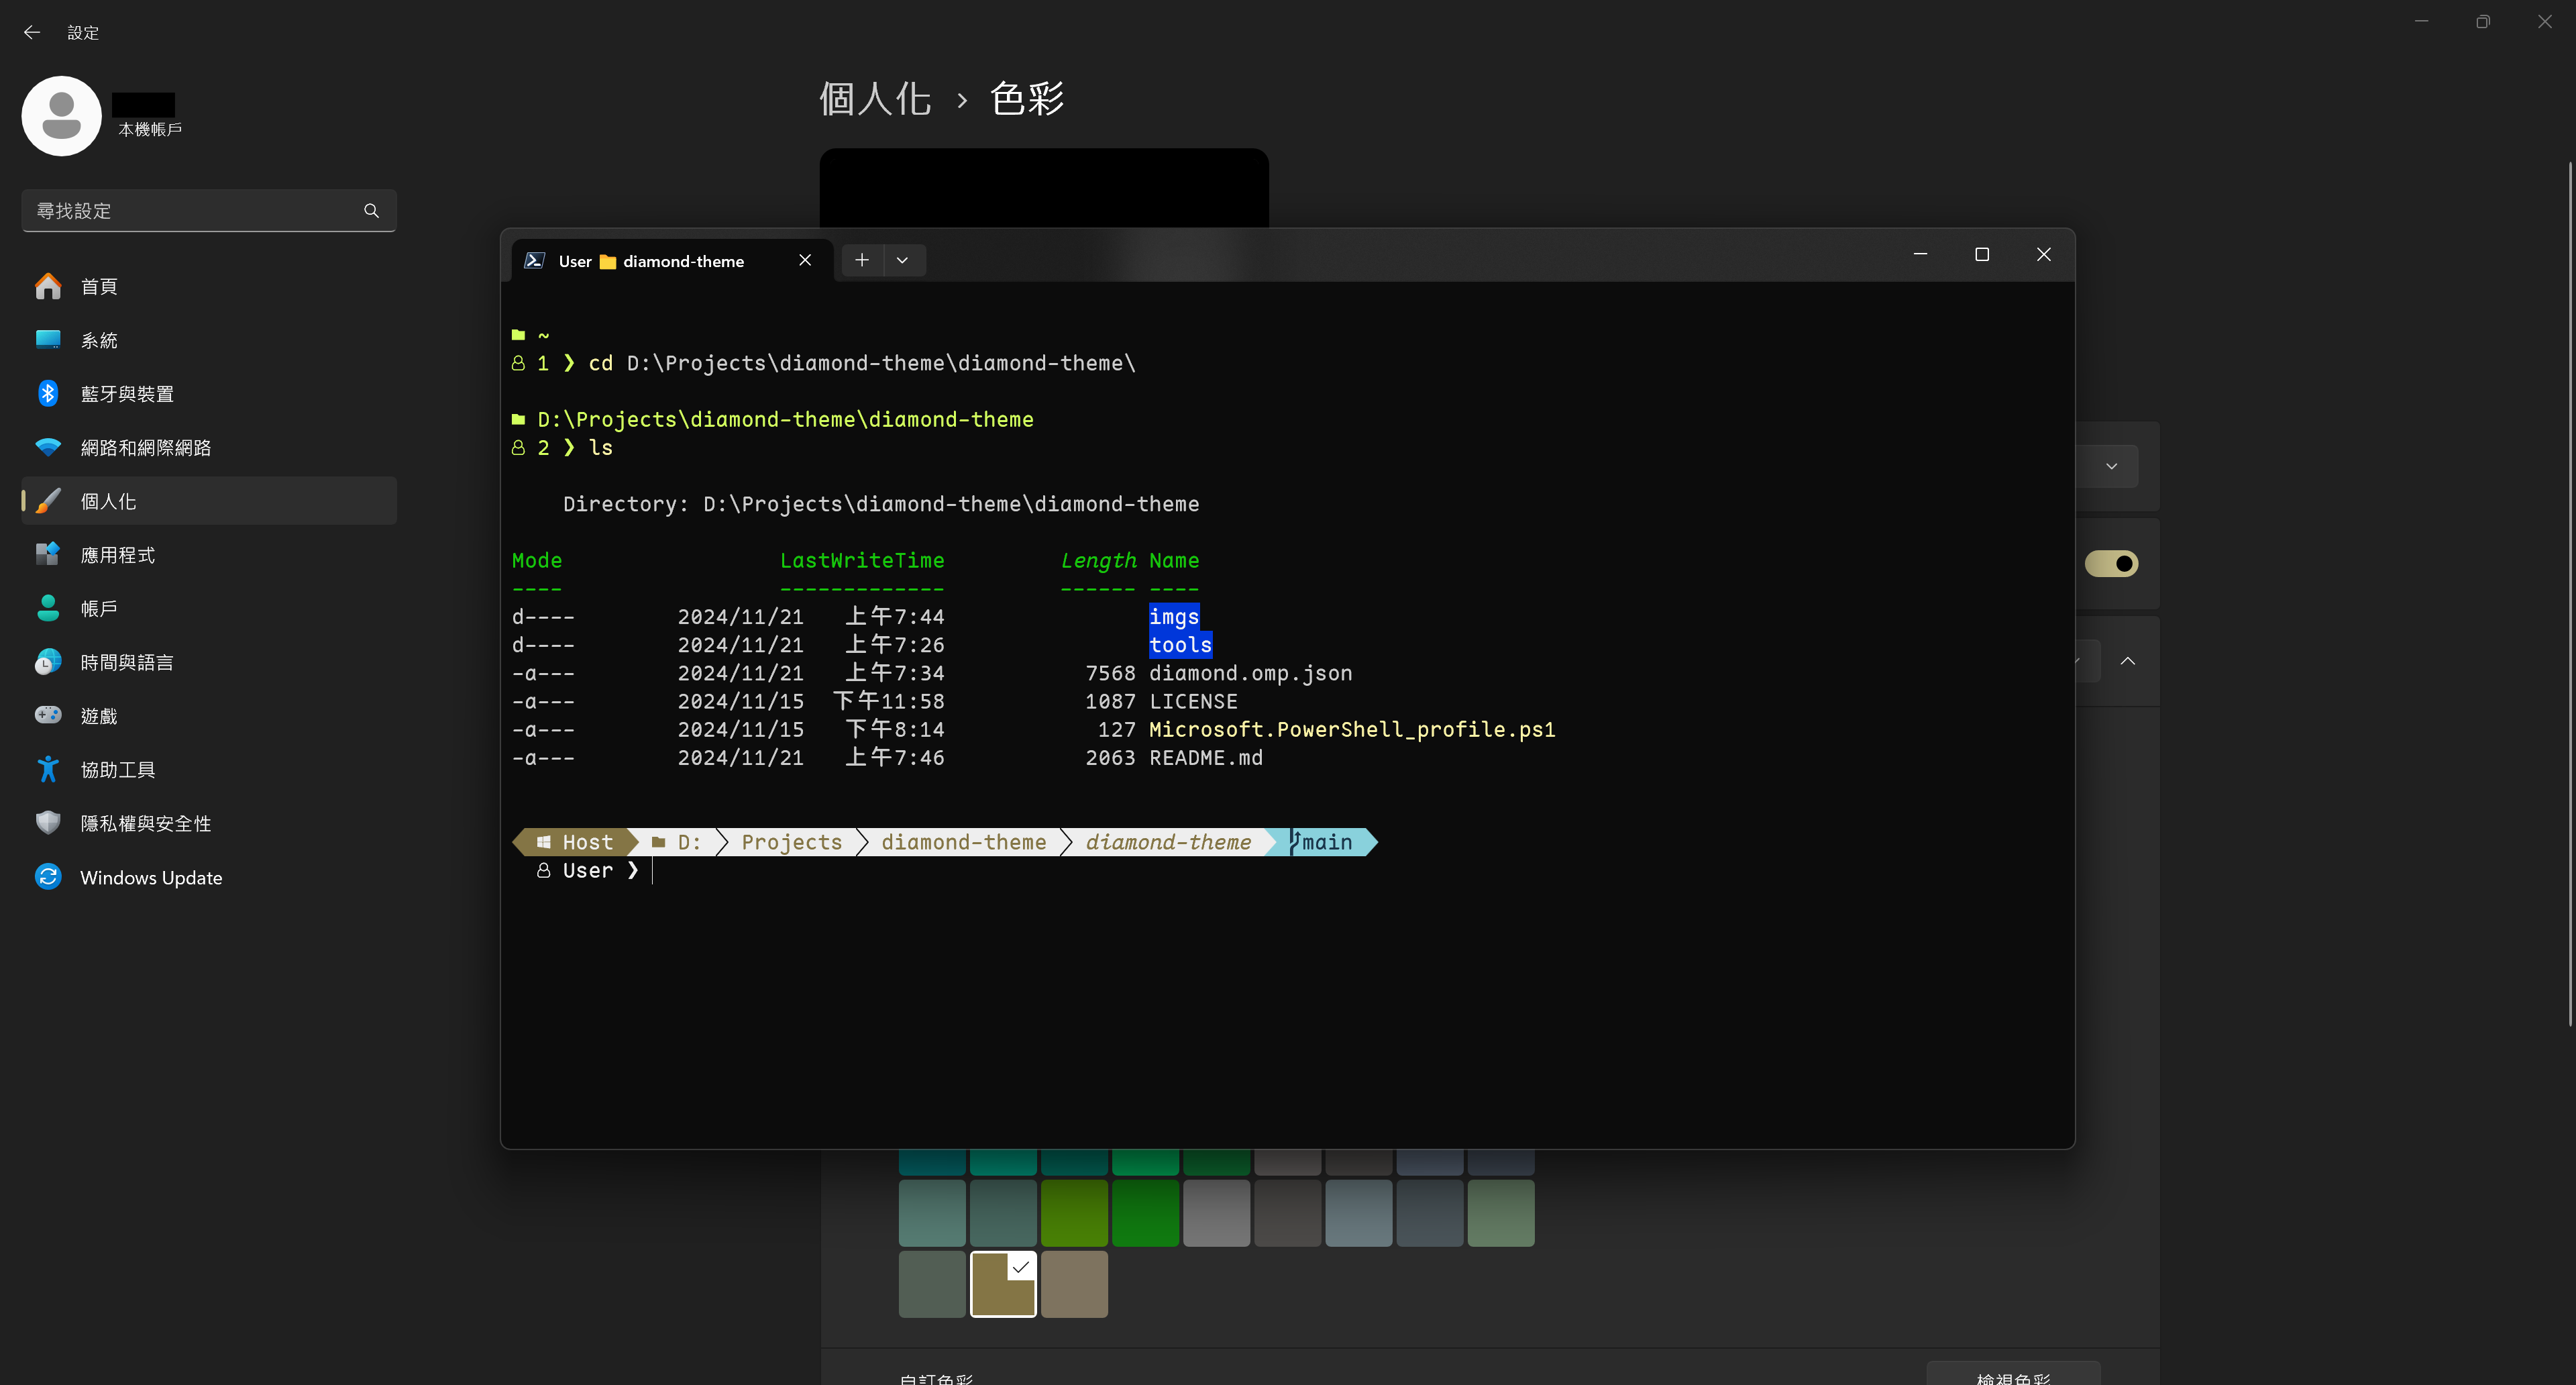 設定
本機帳戶
尋找設定
首頁
系統
藍牙與裝置
網路和網際網路
個人化
應用程式
帳戶
時間與語言
遊戲
協助工具
隱私權與安全性
Windows Update
個人化 › 色彩
User diamond-theme
~
1 ❯ cd D:\Projects\diamond-theme\diamond-theme\
D:\Projects\diamond-theme\diamond-theme
2 ❯ ls
Directory: D:\Projects\diamond-theme\diamond-theme
Mode LastWriteTime Length Name
---- ------------- ------ ----
d---- 2024/11/21 上午7:44 imgs
d---- 2024/11/21 上午7:26 tools
-a--- 2024/11/21 上午7:34 7568 diamond.omp.json
-a--- 2024/11/15 下午11:58 1087 LICENSE
-a--- 2024/11/15 下午8:14 127 Microsoft.PowerShell_profile.ps1
-a--- 2024/11/21 上午7:46 2063 README.md
Host D: Projects diamond-theme diamond-theme main
User ❯
自訂色彩
檢視色彩